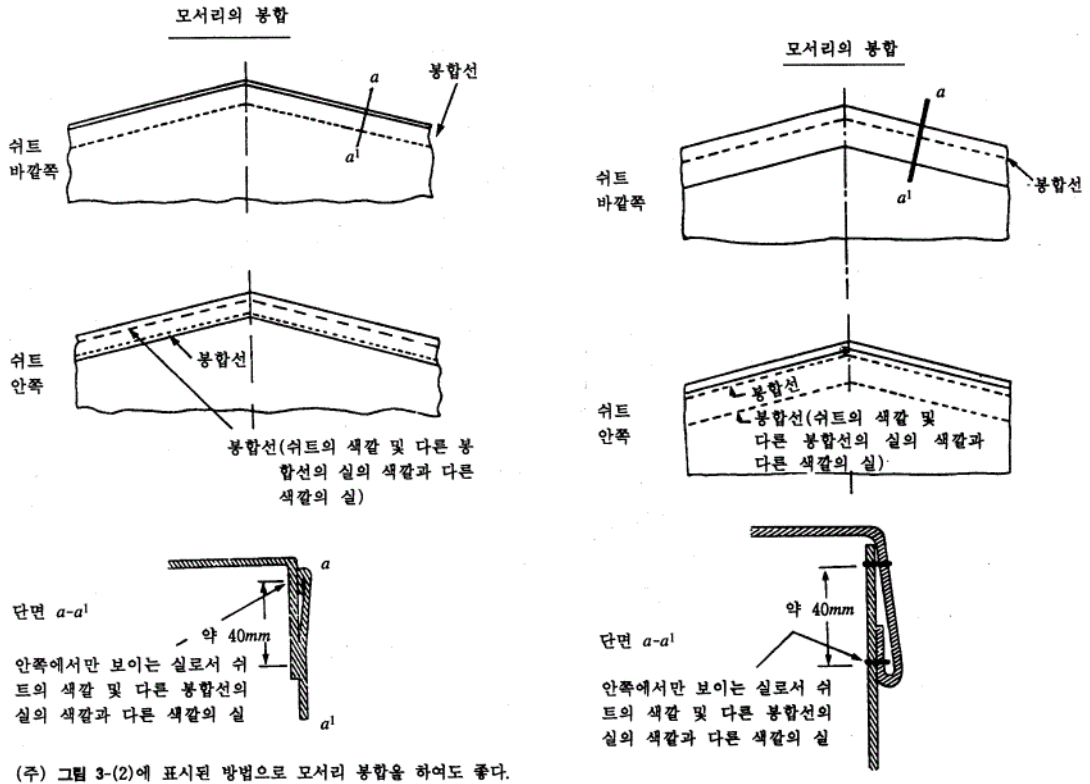 모서리의 봉합
a
봉합선
a¹
쉬트
바깥쪽
쉬트
안쪽
봉합선
봉합선(쉬트의 색깔 및 다른 봉
합선의 실의 색깔과 다른
색깔의 실)
a
단면 a-a¹
약 40mm
안쪽에서만 보이는 실로서 쉬
트의 색깔 및 다른 봉합선의
실의 색깔과 다른 색깔의 실
a¹
(주) 그림 3-(2)에 표시된 방법으로 모서리 봉합을 하여도 좋다.
모서리의 봉합
a
쉬트
바깥쪽
봉합선
a¹
쉬트
안쪽
봉합선
봉합선(쉬트의 색깔 및
다른 봉합선의 실의 색깔과
다른 색깔의 실)
약 40mm
단면 a-a¹
안쪽에서만 보이는 실로서 쉬
트의 색깔 및 다른 봉합선의
실의 색깔과 다른 색깔의 실